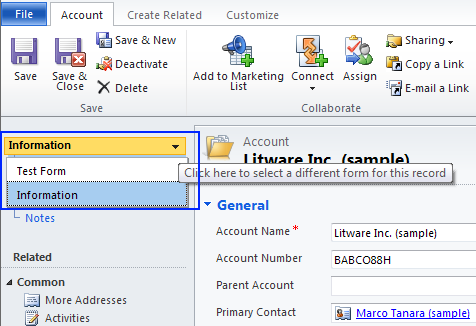 File Account Create Related Customize
Save
Save & Close
Save & New
Deactivate
Delete
Save
Add to Marketing List
Connect
Assign
Sharing
Copy a Link
E-mail a Link
Collaborate
Information
Test Form
Information
Notes
Related
Common
More Addresses
Activities
Account
Litware Inc. (sample)
Click here to select a different form for this record
General
Account Name * Litware Inc. (sample)
Account Number BABCO88H
Parent Account
Primary Contact Marco Tanara (sample)